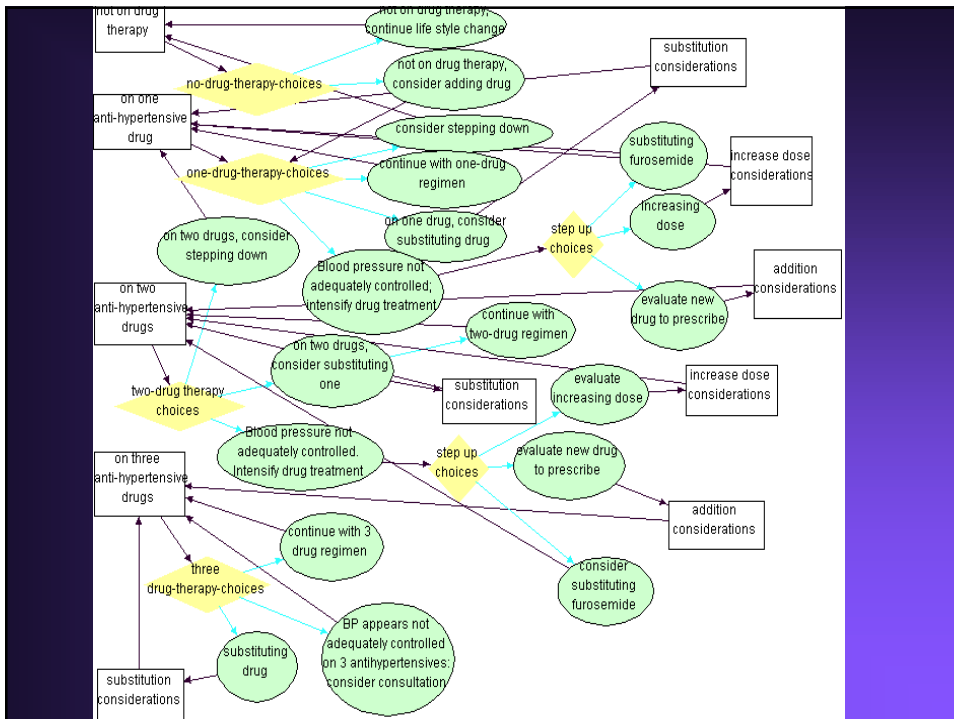 not on drug
therapy
not on drug therapy,
continue life style change
substitution
considerations
not on drug therapy,
consider adding drug
no-drug-therapy-choices
on one
anti-hypertensive
drug
consider stepping down
substituting
furosemide
increase dose
considerations
one-drug-therapy-choices
continue with one-drug
regimen
Increasing
dose
on one drug, consider
substituting drug
step up
choices
on two drugs, consider
stepping down
Blood pressure not
adequately controlled;
intensify drug treatment
addition
considerations
on two
anti-hypertensive
drugs
evaluate new
drug to prescribe
continue with
two-drug regimen
on two drugs,
consider substituting
one
two-drug therapy
choices
substitution
considerations
evaluate
increasing dose
increase dose
considerations
Blood pressure not
adequately controlled.
Intensify drug treatment
step up
choices
evaluate new drug
to prescribe
on three
anti-hypertensive
drugs
addition
considerations
continue with 3
drug regimen
three
drug-therapy-choices
consider
substituting
furosemide
BP appears not
adequately controlled
on 3 antihypertensives:
consider consultation
substituting
drug
substitution
considerations